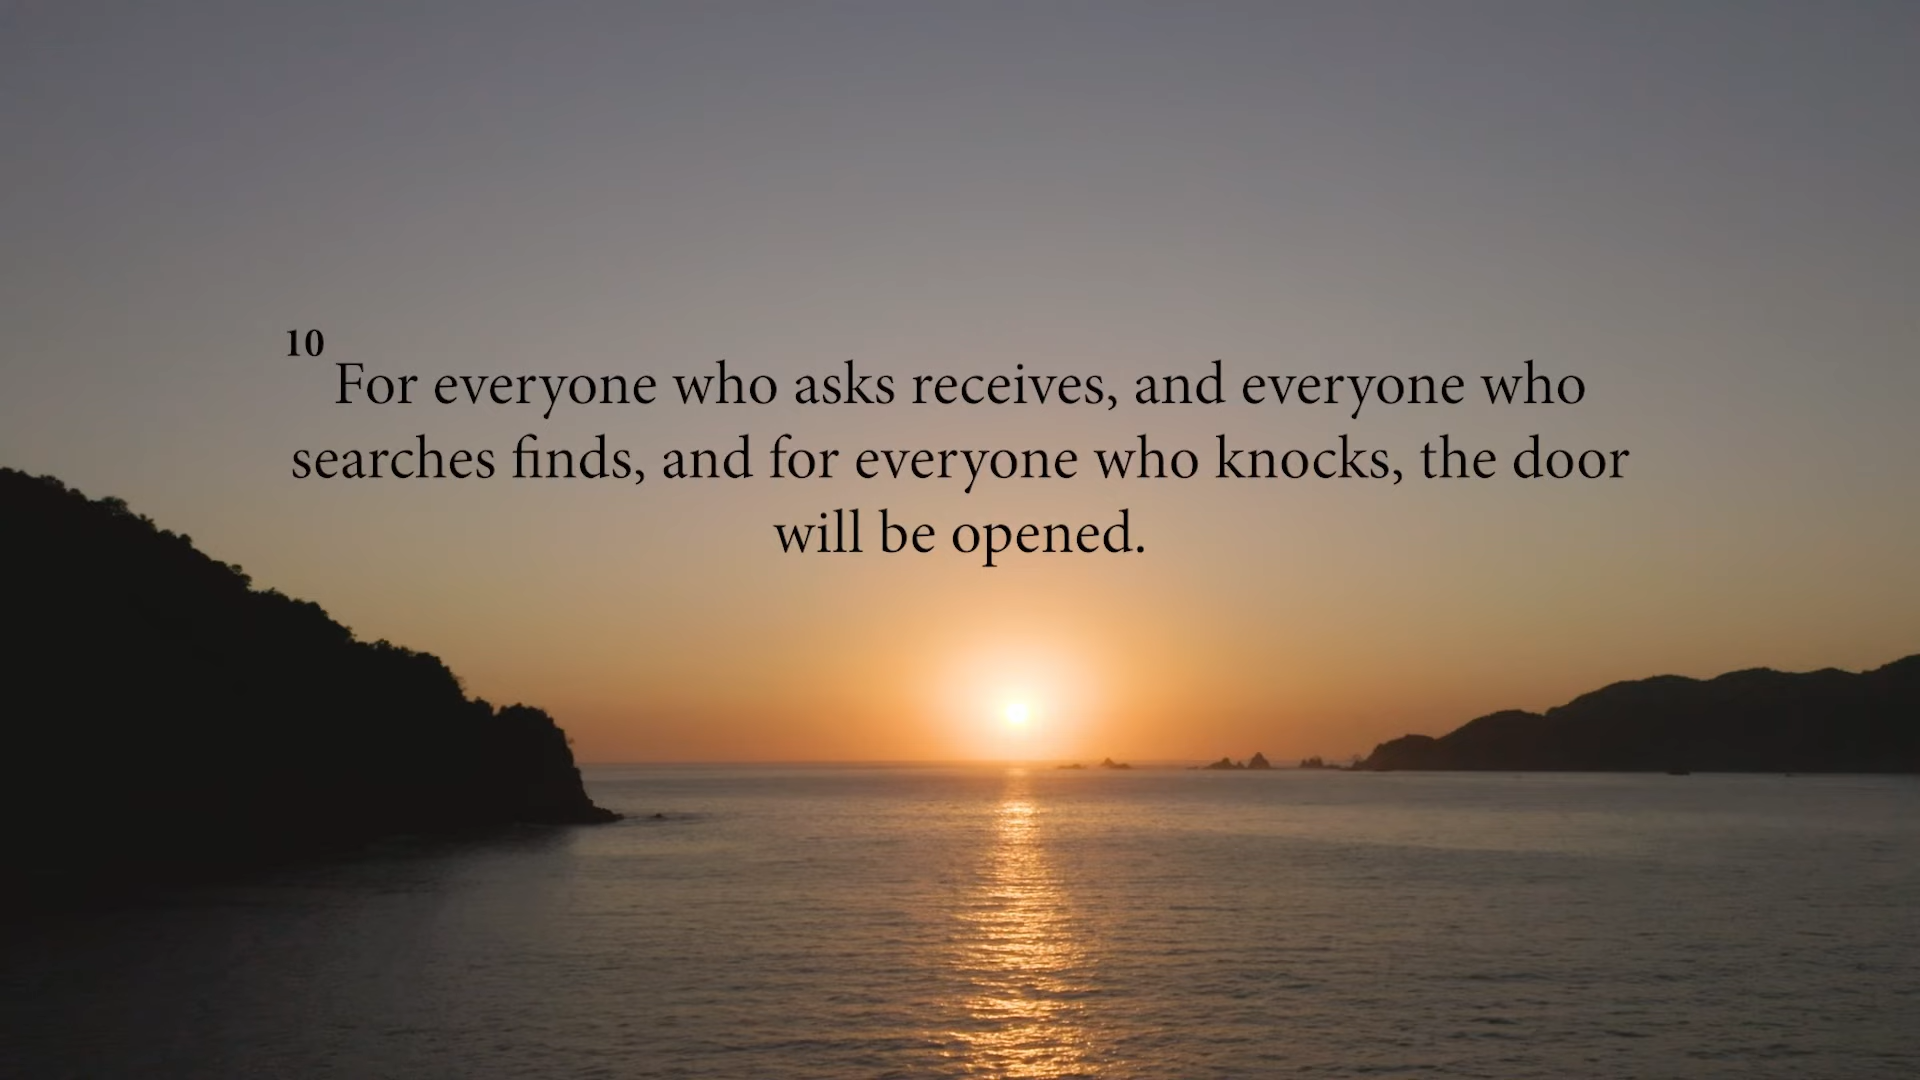 10 For everyone who asks receives, and everyone who
searches finds, and for everyone who knocks, the door
will be opened.